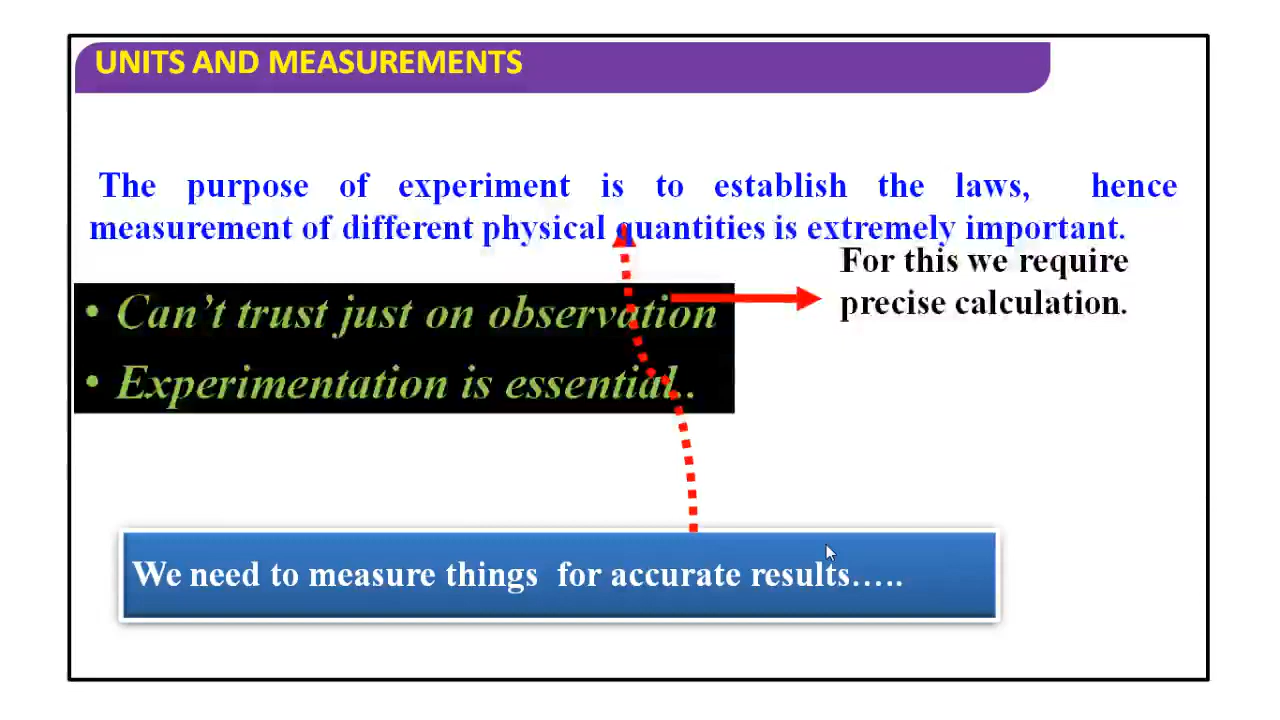 UNITS AND MEASUREMENTS
The purpose of experiment is to establish the laws, hence
measurement of different physical quantities is extremely important.
For this we require
precise calculation.
• Can't trust just on observation
• Experimentation is essential..
We need to measure things for accurate results…..